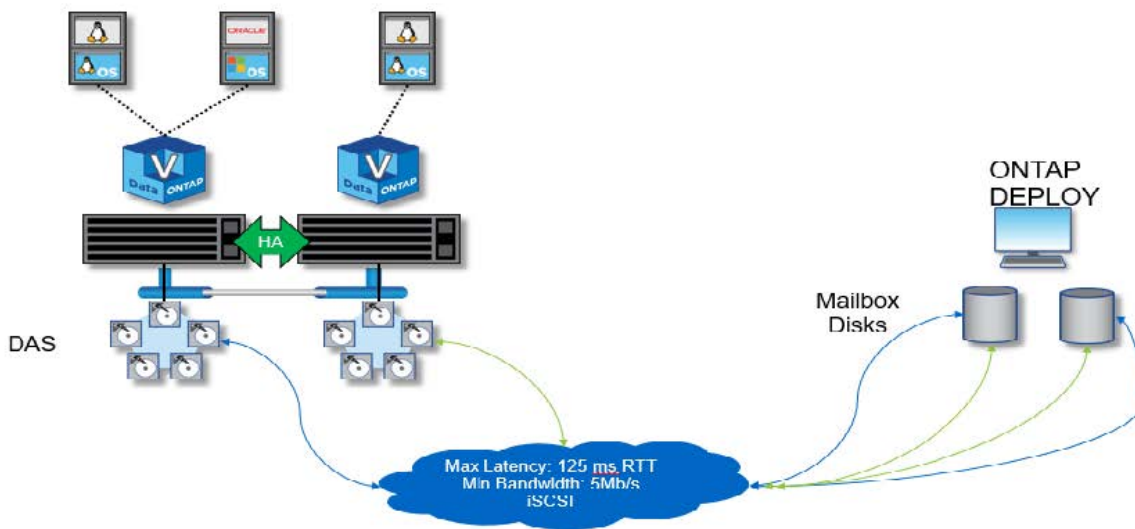 ORACLE
OS
OS
OS
V
Data ONTAP
V
Data ONTAP
HA
DAS
ONTAP
DEPLOY
Mailbox
Disks
Max Latency: 125 ms RTT
Min Bandwidth: 5Mb/s
iSCSI